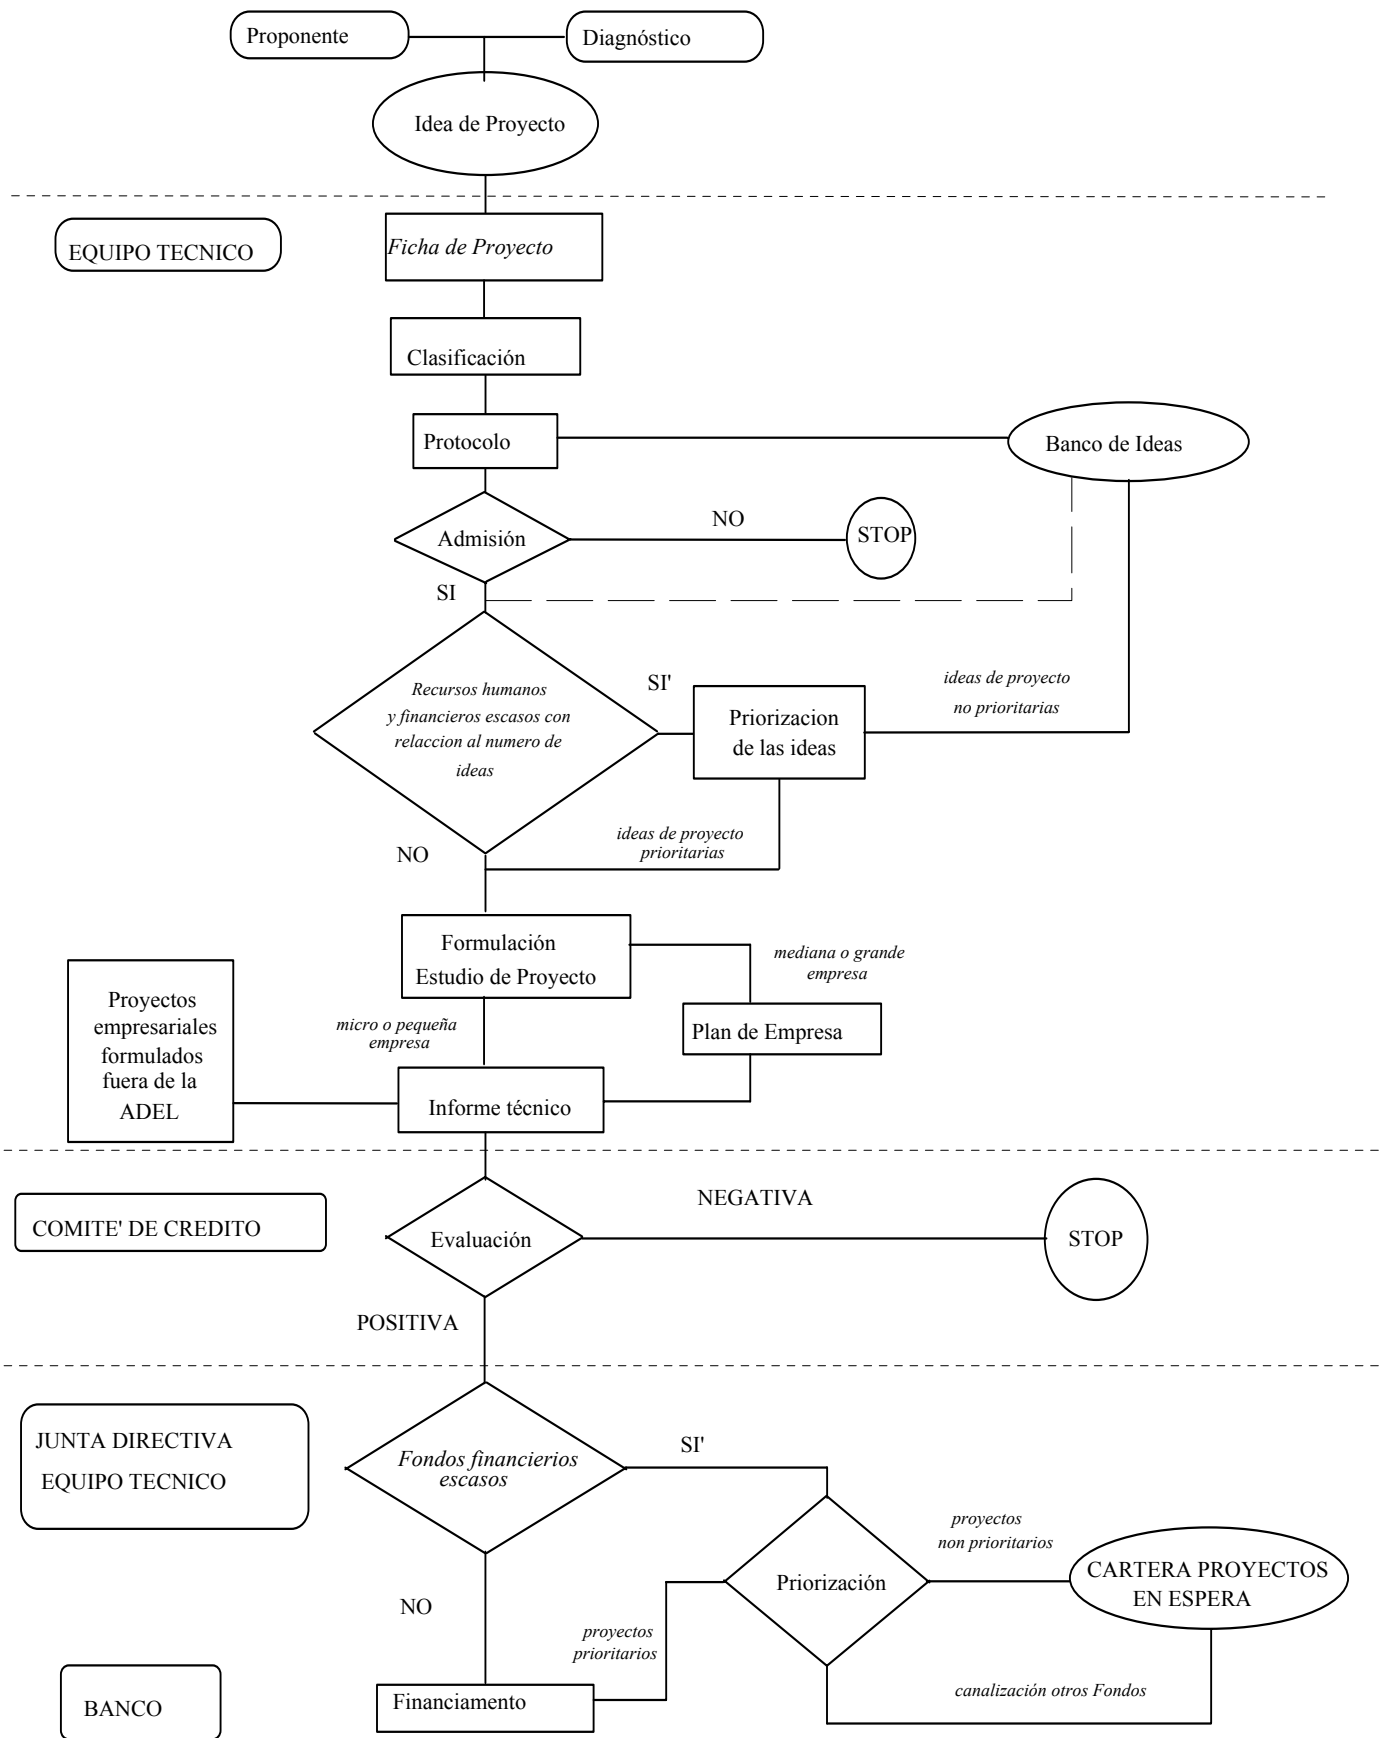 Proponente
Diagnóstico
Idea de Proyecto
EQUIPO TECNICO
Ficha de Proyecto
Clasificación
Protocolo
Banco de Ideas
Admisión
NO
STOP
SI
Recursos humanos
y financieros escasos con
relaccion al numero de
ideas
SI'
Priorizacion
de las ideas
ideas de proyecto
no prioritarias
ideas de proyecto
prioritarias
NO
Formulación
Estudio de Proyecto
mediana o grande
empresa
Proyectos
empresariales
formulados
fuera de la
ADEL
micro o pequeña
empresa
Plan de Empresa
Informe técnico
COMITE' DE CREDITO
Evaluación
NEGATIVA
STOP
POSITIVA
JUNTA DIRECTIVA
EQUIPO TECNICO
Fondos financierios
escasos
SI'
Priorización
proyectos
non prioritarios
CARTERA PROYECTOS
EN ESPERA
NO
proyectos
prioritarios
canalización otros Fondos
BANCO
Financiamento